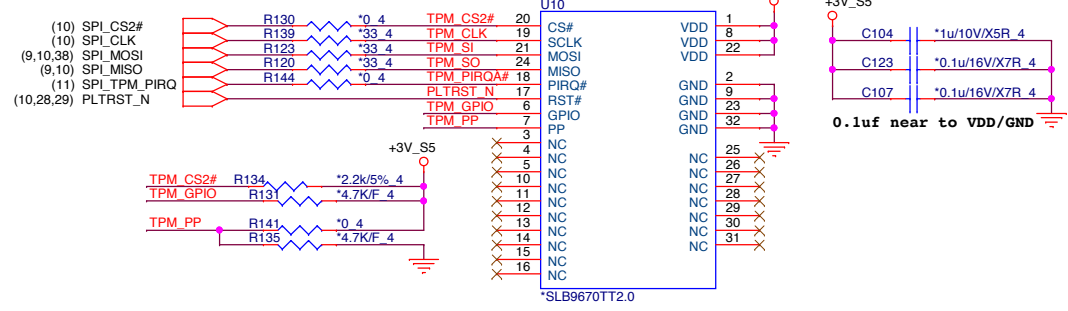 U10
+3V_S5
(10) SPI_CS2# R130 *0_4 TPM_CS2# 20 CS# VDD 1
(10) SPI_CLK R139 *33_4 TPM_CLK 19 SCLK VDD 8
(9,10,38) SPI_MOSI R123 *33_4 TPM_SI 21 MOSI VDD 22
(9,10) SPI_MISO R120 *33_4 TPM_SO 24 MISO
(11) SPI_TPM_PIRQ R144 *0_4 TPM_PIRQA# 18 PIRQ# GND 2
(10,28,29) PLTRST_N PLTRST_N 17 RST# GND 9
TPM_GPIO 6 GPIO GND 23
TPM_PP 7 PP GND 32
3 NC
4 NC NC 25
5 NC NC 26
10 NC NC 27
11 NC NC 28
12 NC NC 29
13 NC NC 30
14 NC NC 31
15 NC
16 NC
*SLB9670TT2.0
C104 *1u/10V/X5R_4
C123 *0.1u/16V/X7R_4
C107 *0.1u/16V/X7R_4
0.1uf near to VDD/GND
+3V_S5
TPM_CS2# R134 *2.2k/5%_4
TPM_GPIO R131 *4.7K/F_4
TPM_PP R141 *0_4
R135 *4.7K/F_4